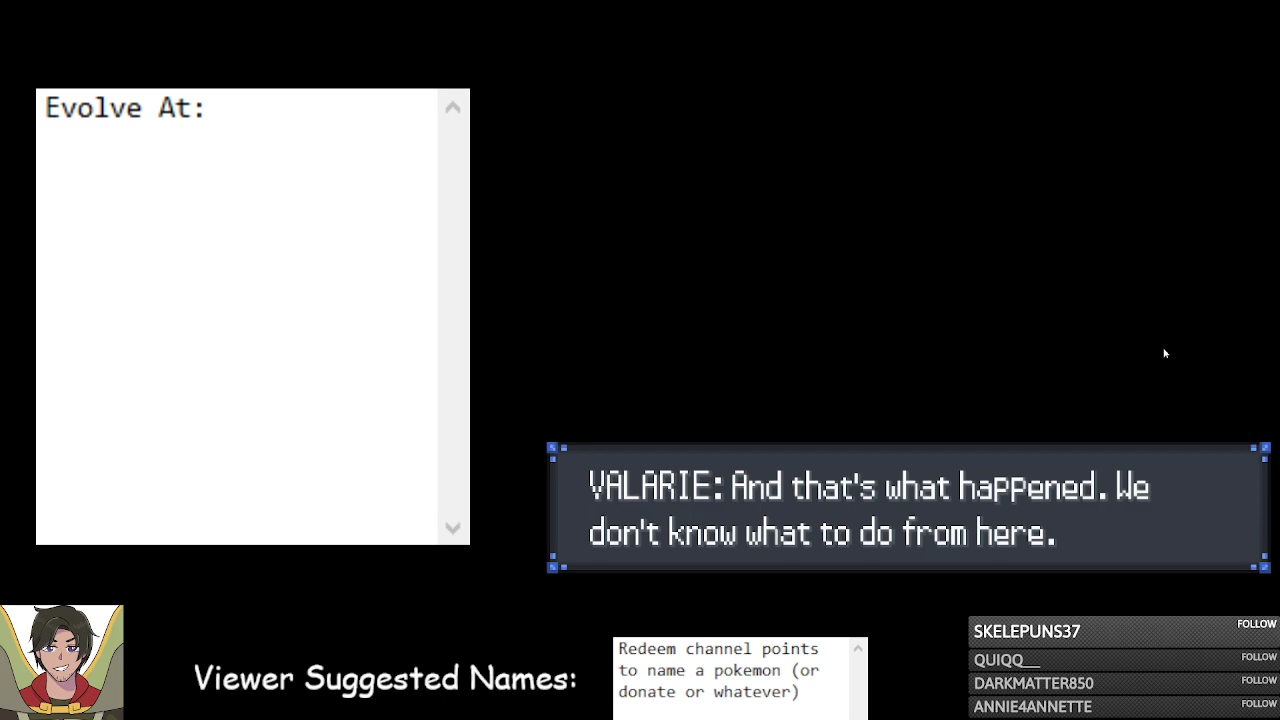 Evolve At:
VALARIE: And that's what happened. We
don't know what to do from here.
Viewer Suggested Names:
Redeem channel points
to name a pokemon (or
donate or whatever)
SKELEPUNS37 FOLLOW
QUIQQ__ FOLLOW
DARKMATTER850 FOLLOW
ANNIE4ANNETTE FOLLOW